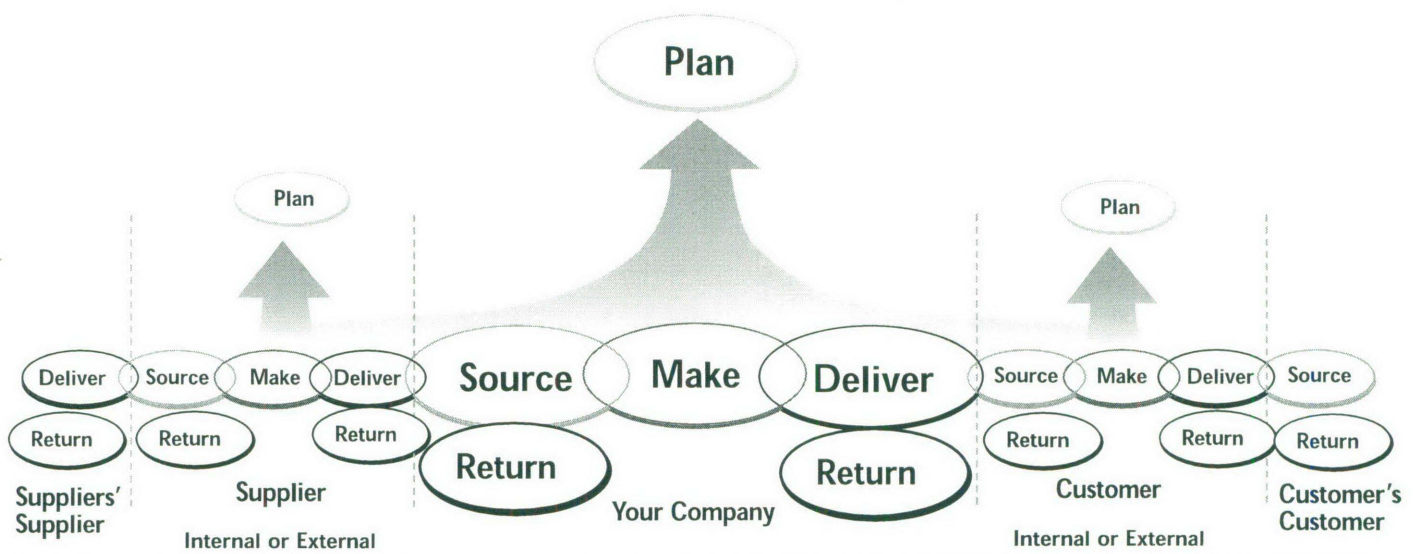 Plan
Plan
Plan
Deliver
Source
Make
Deliver
Source
Make
Deliver
Source
Make
Deliver
Source
Return
Return
Return
Return
Return
Return
Return
Return
Suppliers'
Supplier
Supplier
Internal or External
Your Company
Customer
Internal or External
Customer's
Customer